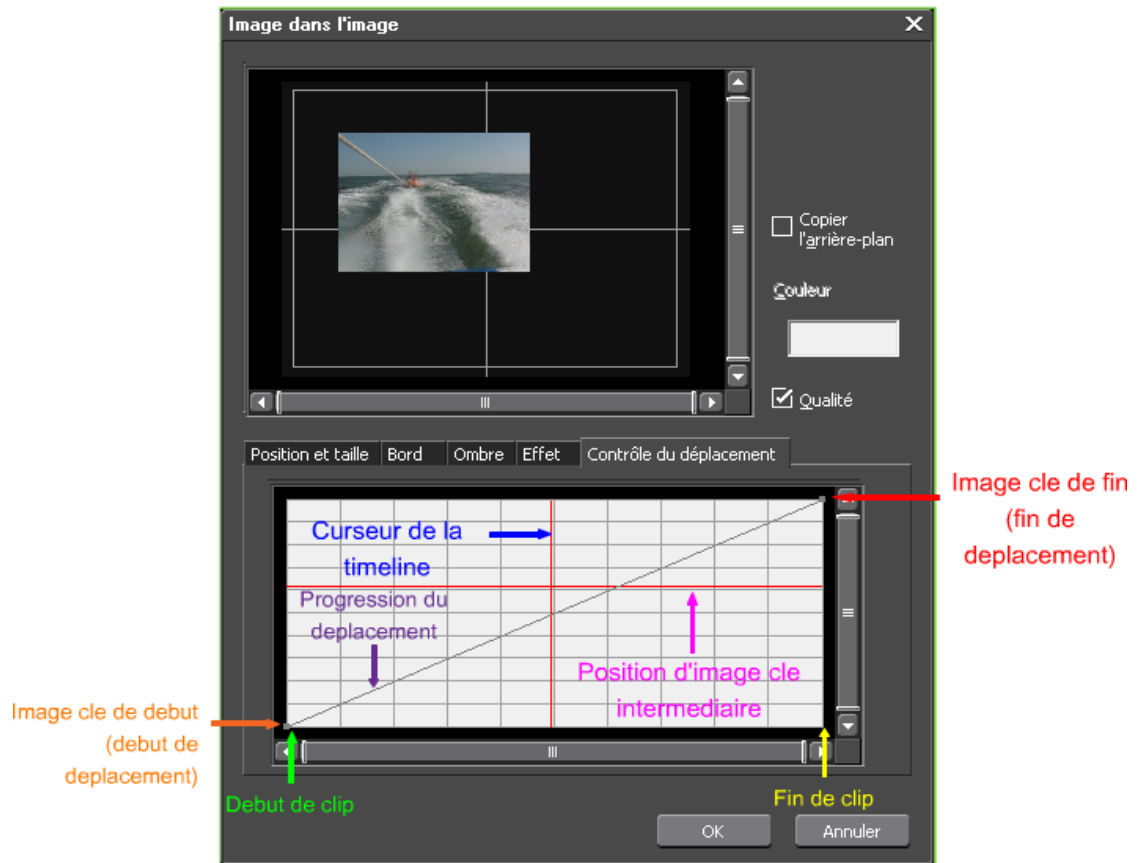 Image dans l'image
Copier
l'arrière-plan
Couleur
Qualité
Position et taille
Bord
Ombre
Effet
Contrôle du déplacement
Image cle de fin
(fin de
deplacement)
Curseur de la
timeline
Progression du
deplacement
Position d'image cle
intermediaire
Image cle de debut
(debut de
deplacement)
Debut de clip
Fin de clip
OK
Annuler